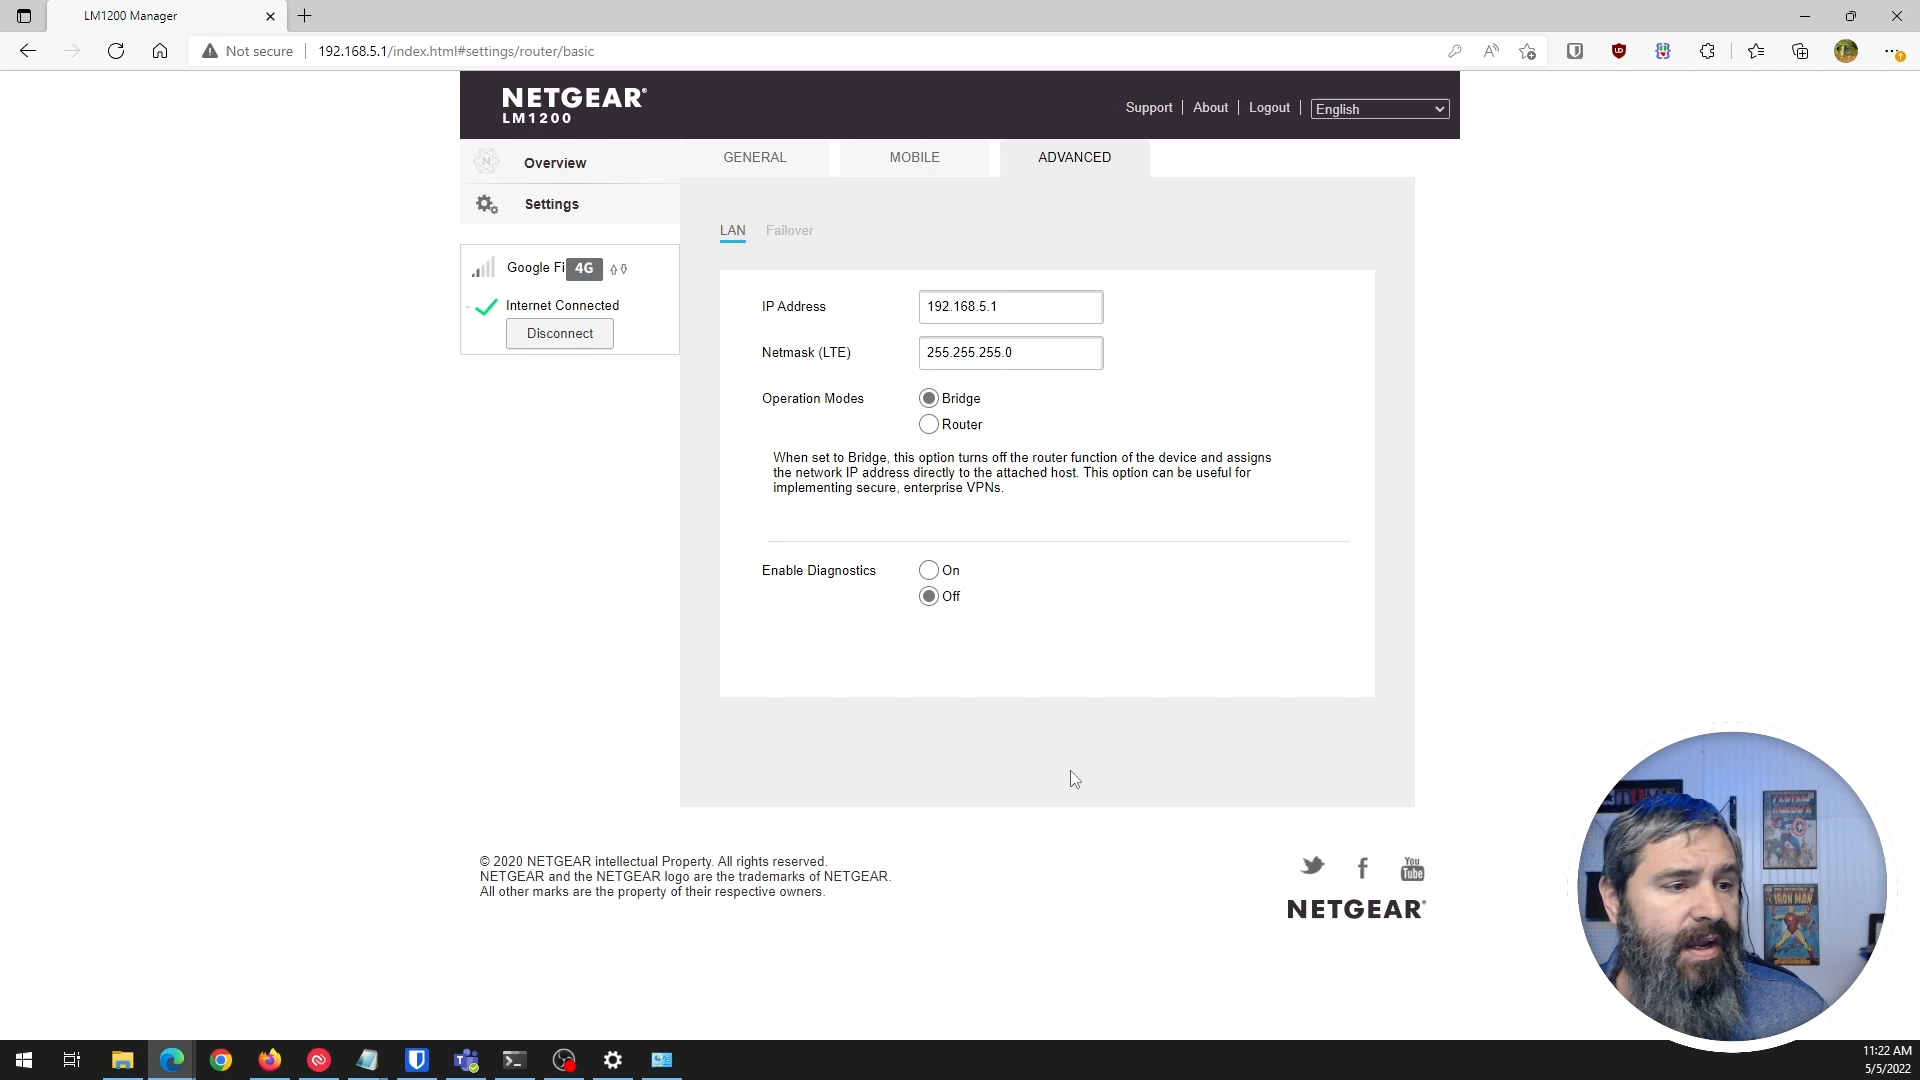 LM1200 Manager
Not secure
192.168.5.1/index.html#settings/router/basic
NETGEAR®
LM1200
Support
About
Logout
English
Overview
Settings
GENERAL
MOBILE
ADVANCED
Google Fi 4G
Internet Connected
Disconnect
LAN
Failover
IP Address
192.168.5.1
Netmask (LTE)
255.255.255.0
Operation Modes
Bridge
Router
When set to Bridge, this option turns off the router function of the device and assigns
the network IP address directly to the attached host. This option can be useful for
implementing secure, enterprise VPNs.
Enable Diagnostics
On
Off
© 2020 NETGEAR intellectual Property. All rights reserved.
NETGEAR and the NETGEAR logo are the trademarks of NETGEAR.
All other marks are the property of their respective owners.
You
Tube
NETGEAR®
CAPTAIN
AMERICA
IRON MAN
11:22 AM
5/5/2022